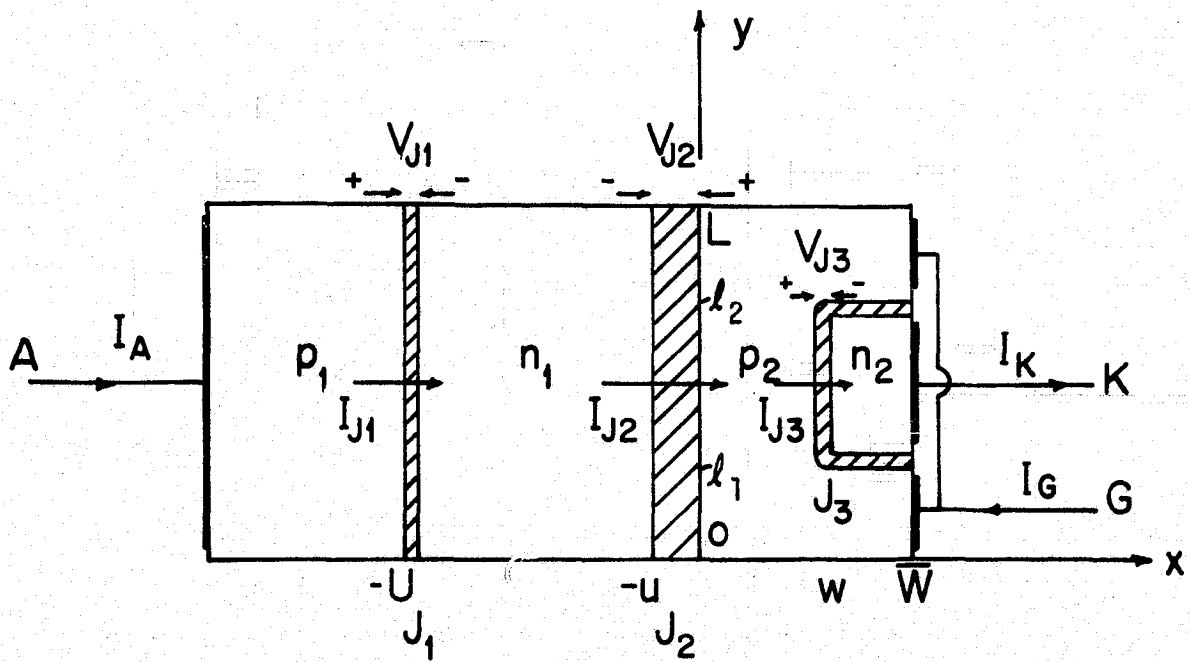 y
V_J1 V_J2
+ - - +
L
V_J3
+ -
l_2
A I_A p_1 n_1 p_2 n_2 I_K K
I_J1 I_J2 I_J3
l_1
J_3 I_G G
O
-U -u w W x
J_1 J_2